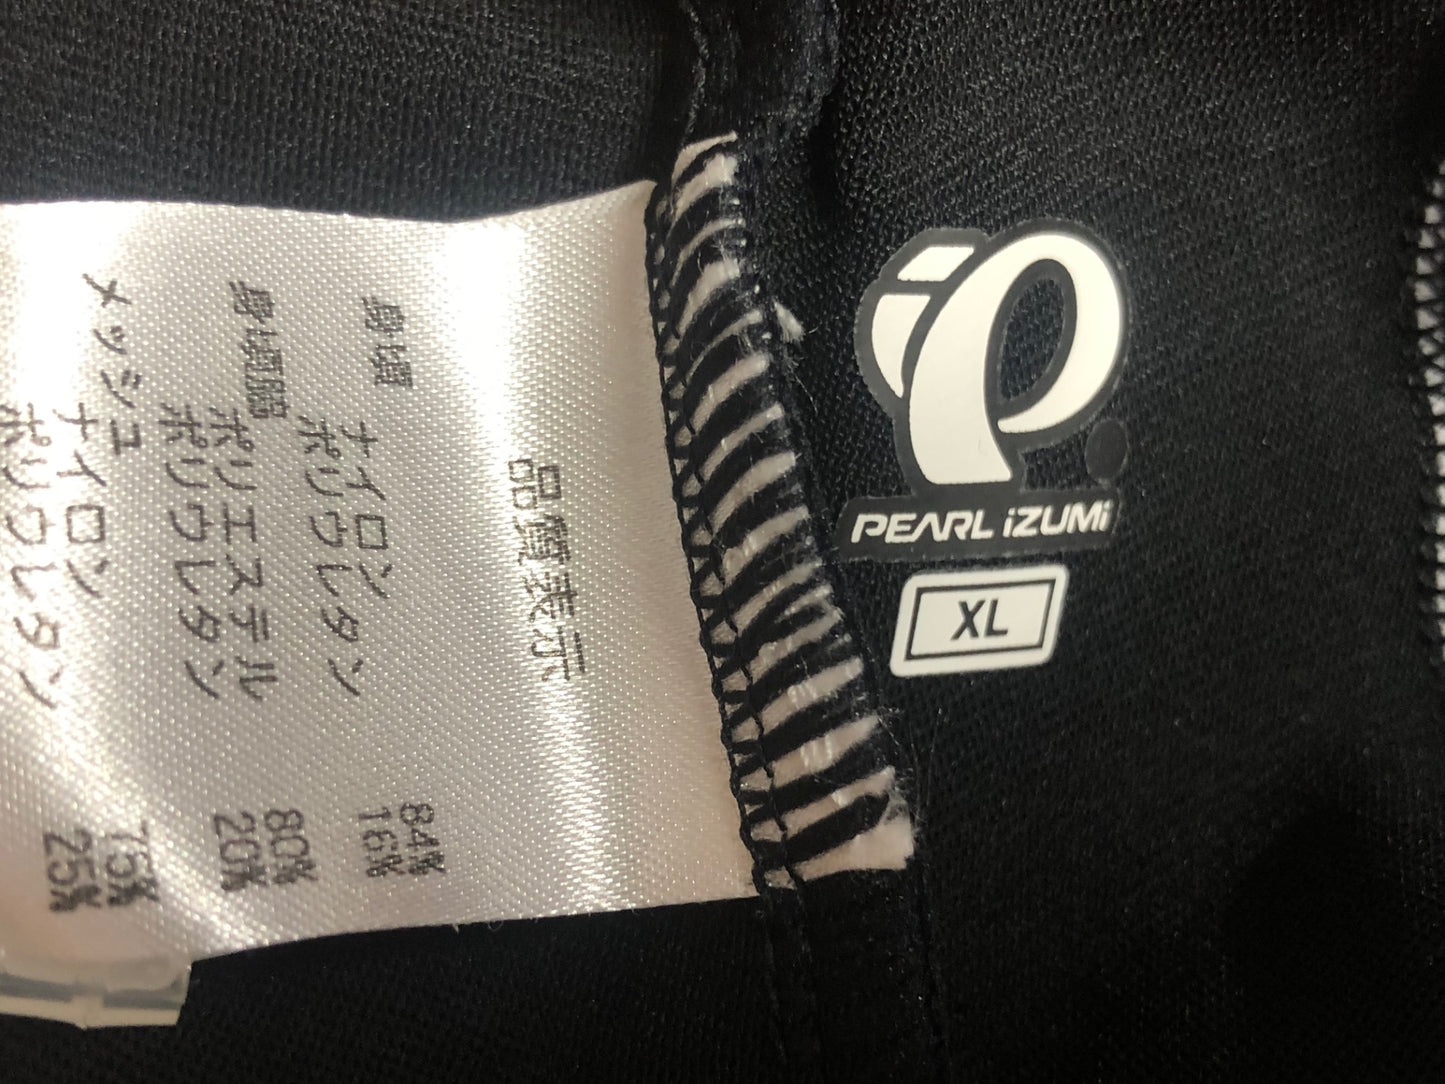 品質表示
身頃 ナイロン 84%
ポリウレタン 16%
身頃脇 ポリエステル 80%
ポリウレタン 20%
メッシュ ナイロン 75%
ポリウレタン 25%
PEARL iZUMi
XL